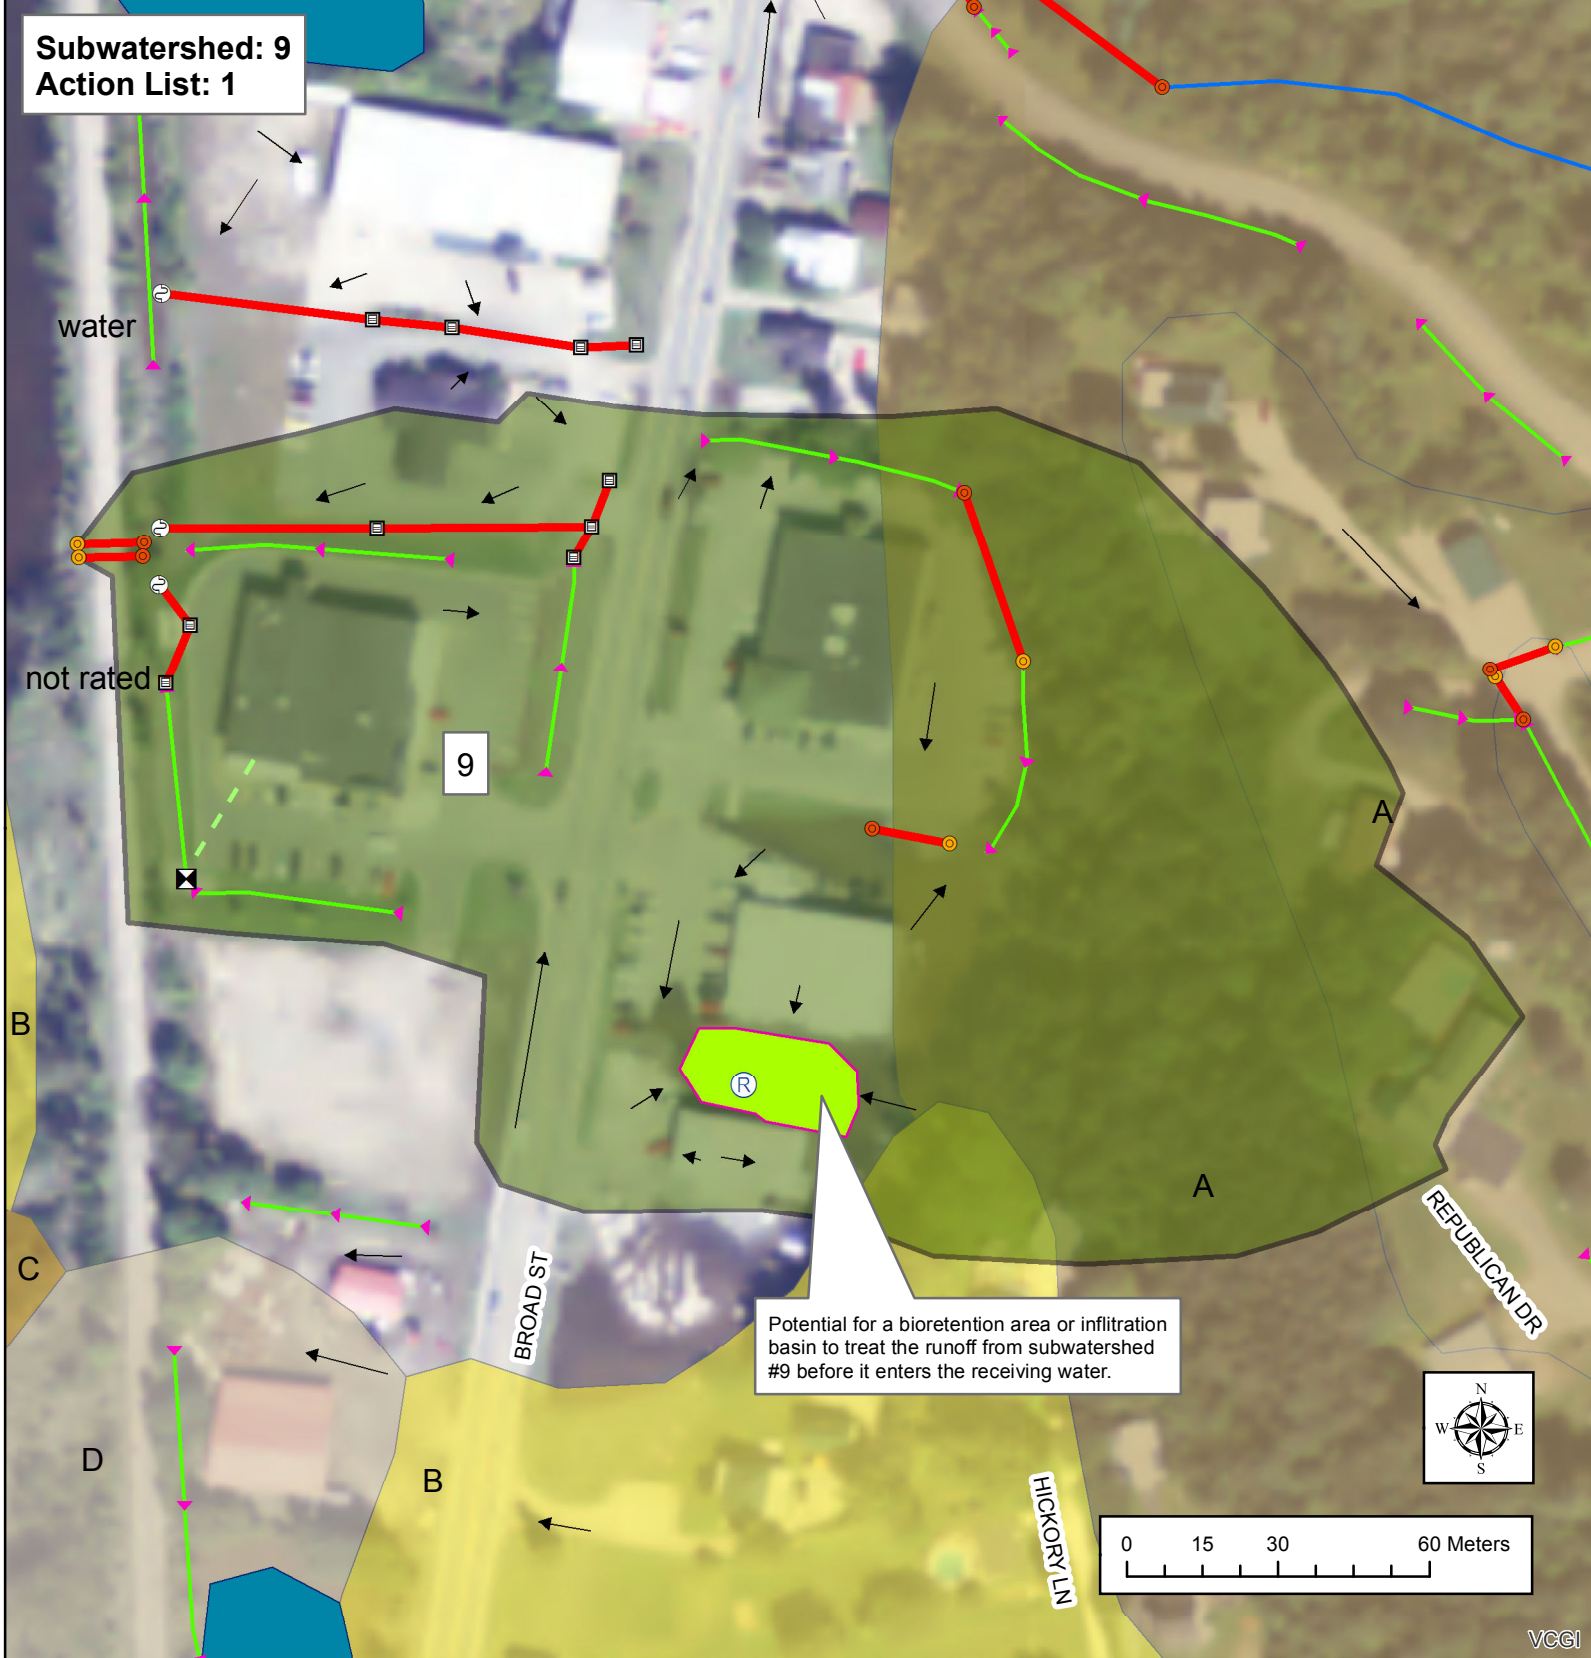 Subwatershed: 9
Action List: 1
water
not rated
9
A
B
A
C
REPUBLICAN DR
BROAD ST
Potential for a bioretention area or inflitration
basin to treat the runoff from subwatershed
#9 before it enters the receiving water.
R
D
B
HICKORY LN
N
W E
S
0 15 30 60 Meters
VCGI